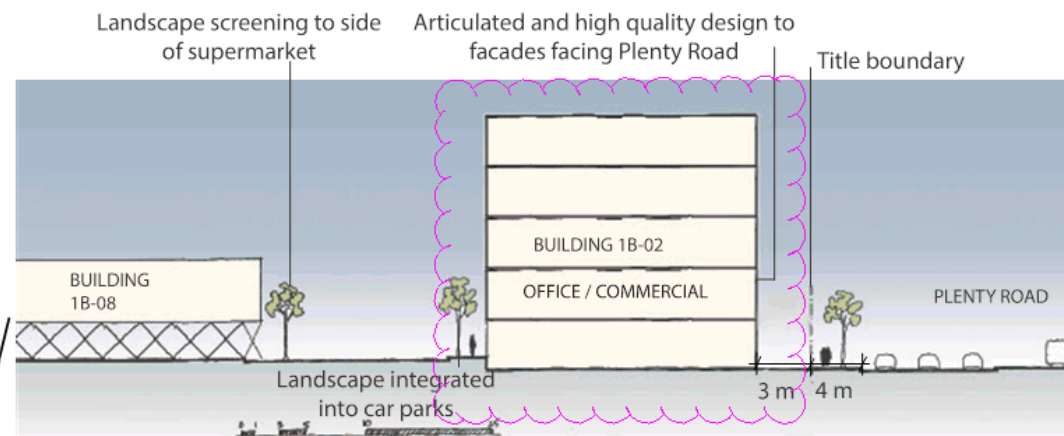 Landscape screening to side
of supermarket
Articulated and high quality design to
facades facing Plenty Road
Title boundary
BUILDING
1B-08
BUILDING 1B-02
OFFICE / COMMERCIAL
PLENTY ROAD
Landscape integrated
into car parks
3 m
4 m